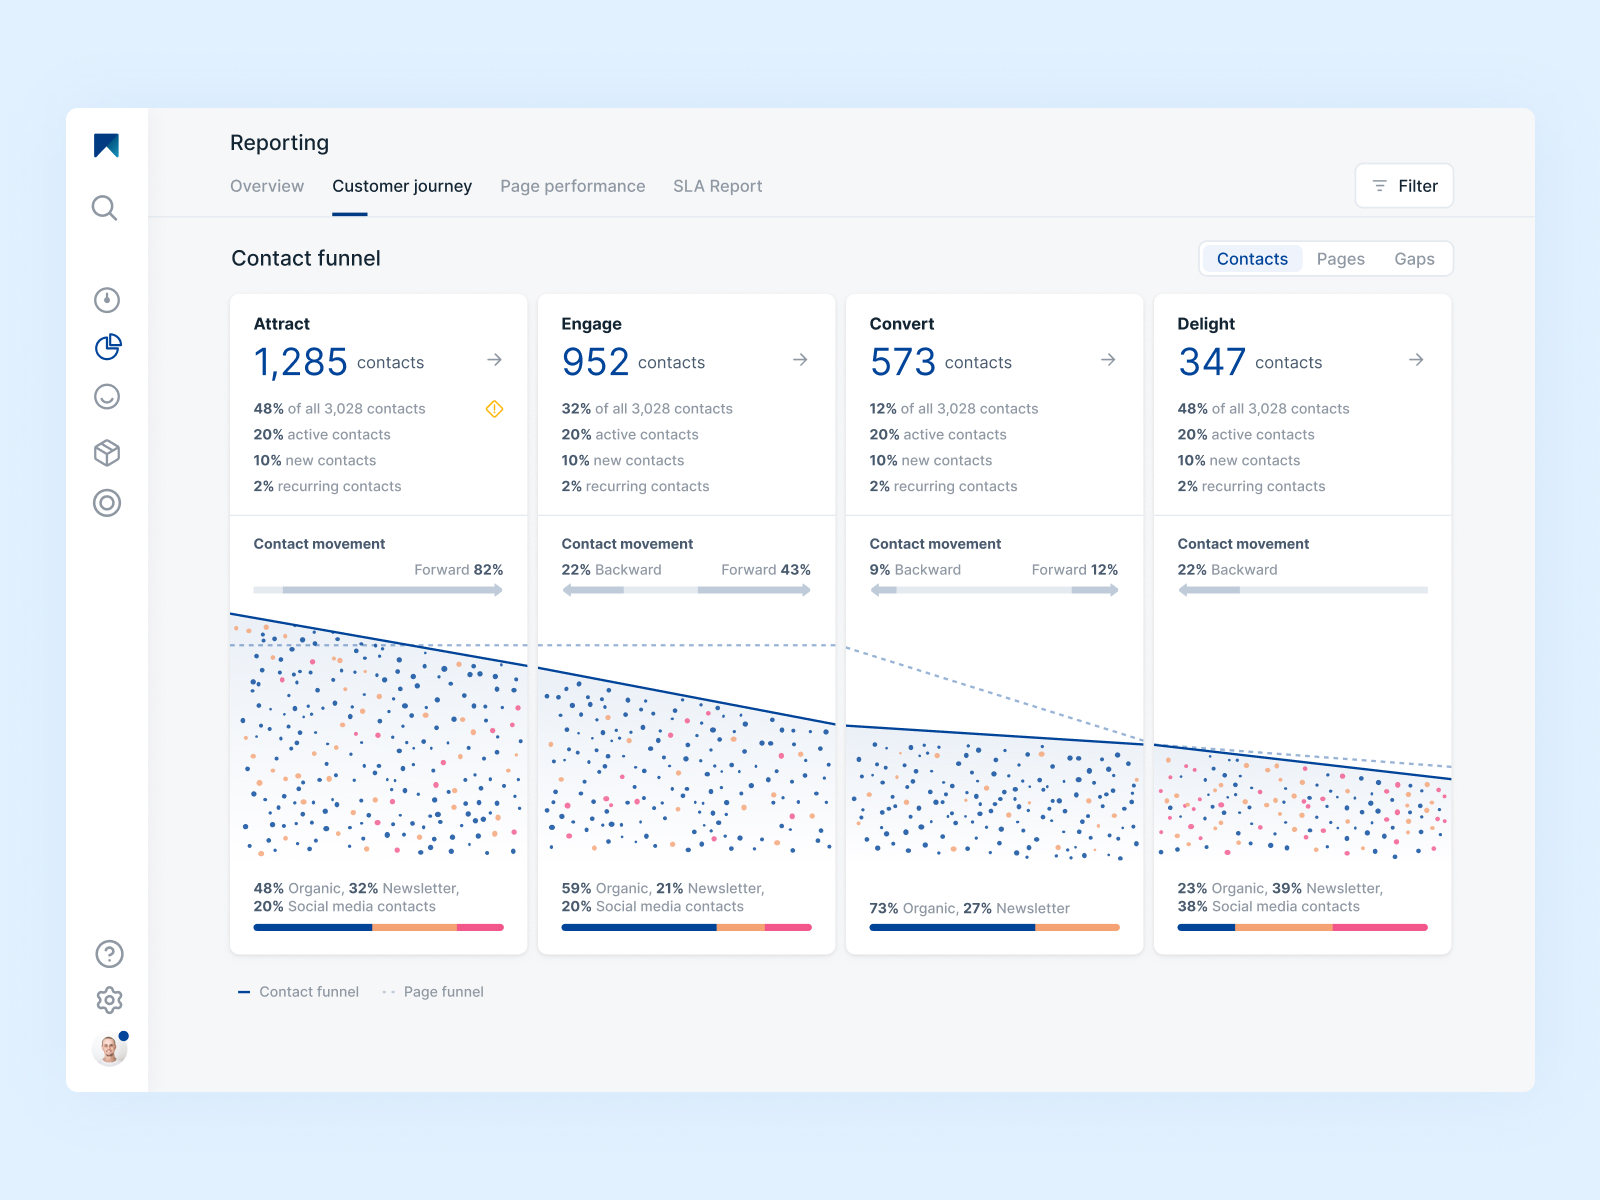 Reporting
Overview
Customer journey
Page performance
SLA Report
Filter
Contact funnel
Contacts
Pages
Gaps
Attract
1,285 contacts
48% of all 3,028 contacts
20% active contacts
10% new contacts
2% recurring contacts
Contact movement
Forward 82%
48% Organic, 32% Newsletter,
20% Social media contacts
Engage
952 contacts
32% of all 3,028 contacts
20% active contacts
10% new contacts
2% recurring contacts
Contact movement
22% Backward
Forward 43%
59% Organic, 21% Newsletter,
20% Social media contacts
Convert
573 contacts
12% of all 3,028 contacts
20% active contacts
10% new contacts
2% recurring contacts
Contact movement
9% Backward
Forward 12%
73% Organic, 27% Newsletter
Delight
347 contacts
48% of all 3,028 contacts
20% active contacts
10% new contacts
2% recurring contacts
Contact movement
22% Backward
23% Organic, 39% Newsletter,
38% Social media contacts
Contact funnel
Page funnel